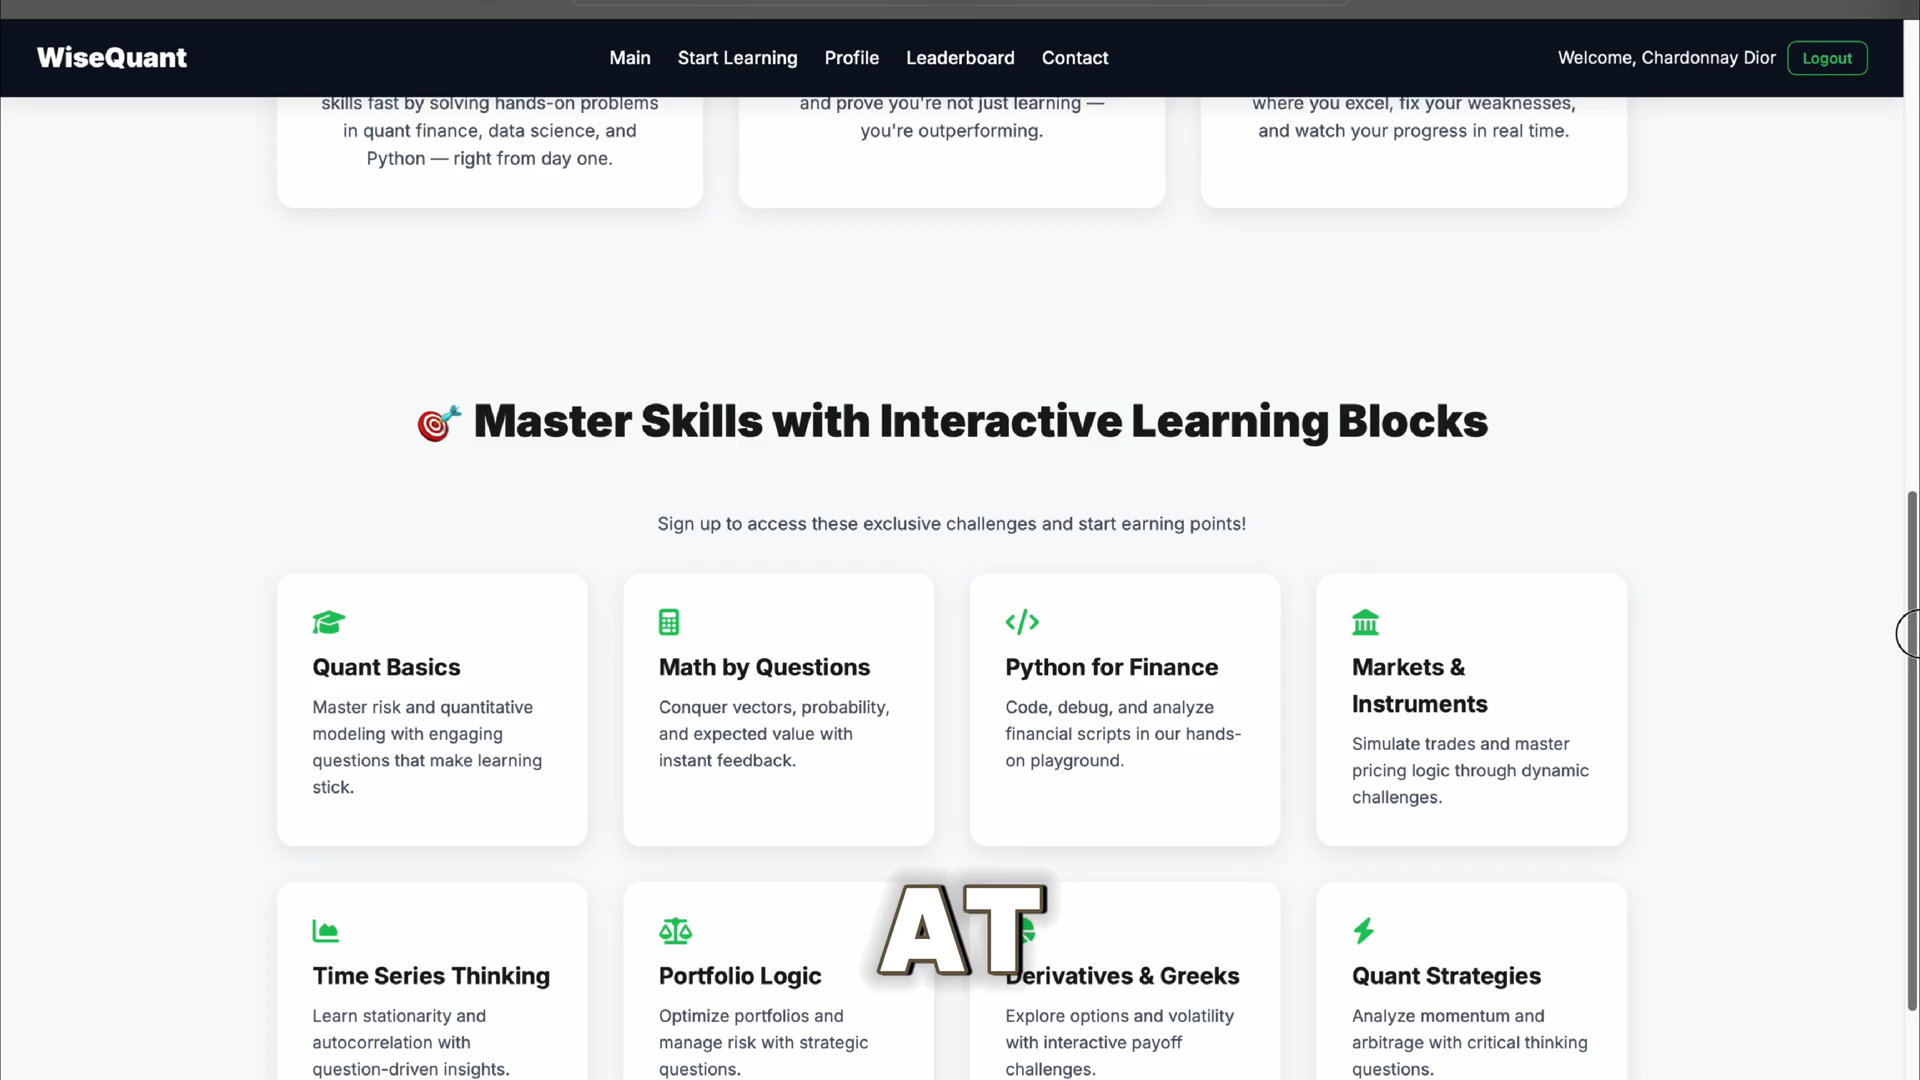 WiseQuant
Main
Start Learning
Profile
Leaderboard
Contact
Welcome, Chardonnay Dior
Logout
skills fast by solving hands-on problems
in quant finance, data science, and
Python — right from day one.
and prove you're not just learning —
you're outperforming.
where you excel, fix your weaknesses,
and watch your progress in real time.
🎯 Master Skills with Interactive Learning Blocks
Sign up to access these exclusive challenges and start earning points!
Quant Basics
Master risk and quantitative
modeling with engaging
questions that make learning
stick.
Math by Questions
Conquer vectors, probability,
and expected value with
instant feedback.
Python for Finance
Code, debug, and analyze
financial scripts in our hands-
on playground.
Markets &
Instruments
Simulate trades and master
pricing logic through dynamic
challenges.
Time Series Thinking
Learn stationarity and
autocorrelation with
question-driven insights.
Portfolio Logic
Optimize portfolios and
manage risk with strategic
questions.
AT
Derivatives & Greeks
Explore options and volatility
with interactive payoff
challenges.
Quant Strategies
Analyze momentum and
arbitrage with critical thinking
questions.